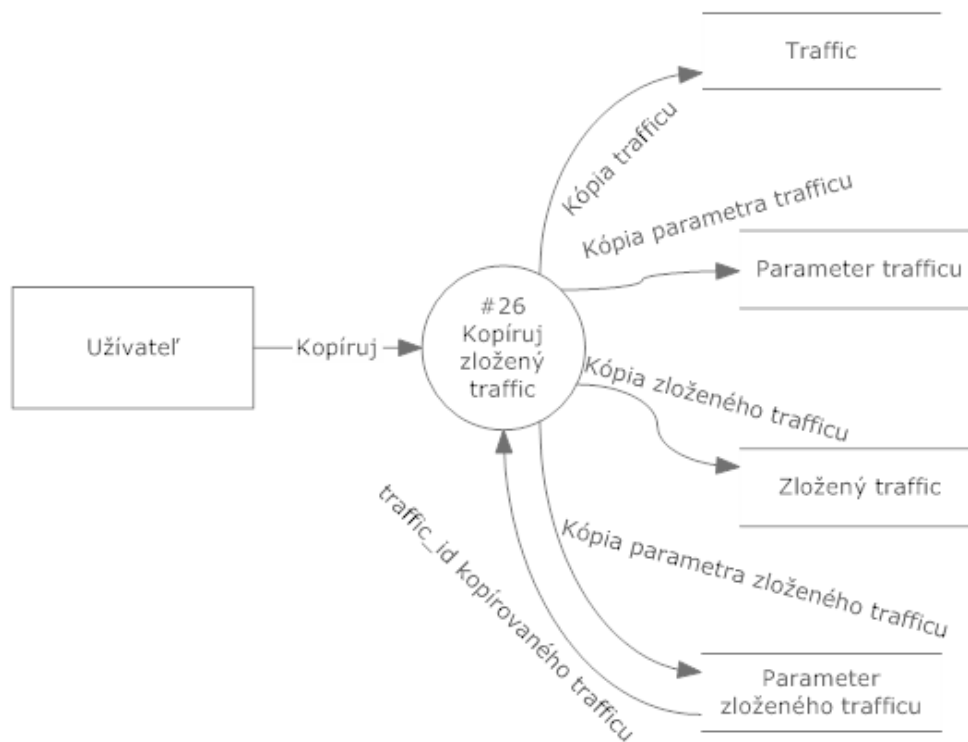 Traffic
Kópia trafficu
Kópia parametra trafficu
Parameter trafficu
#26
Kopíruj
zložený
traffic
Užívateľ
Kopíruj
Kópia zloženého trafficu
Zložený traffic
traffic_id kopírovaného trafficu
Kópia parametra zloženého trafficu
Parameter
zloženého trafficu